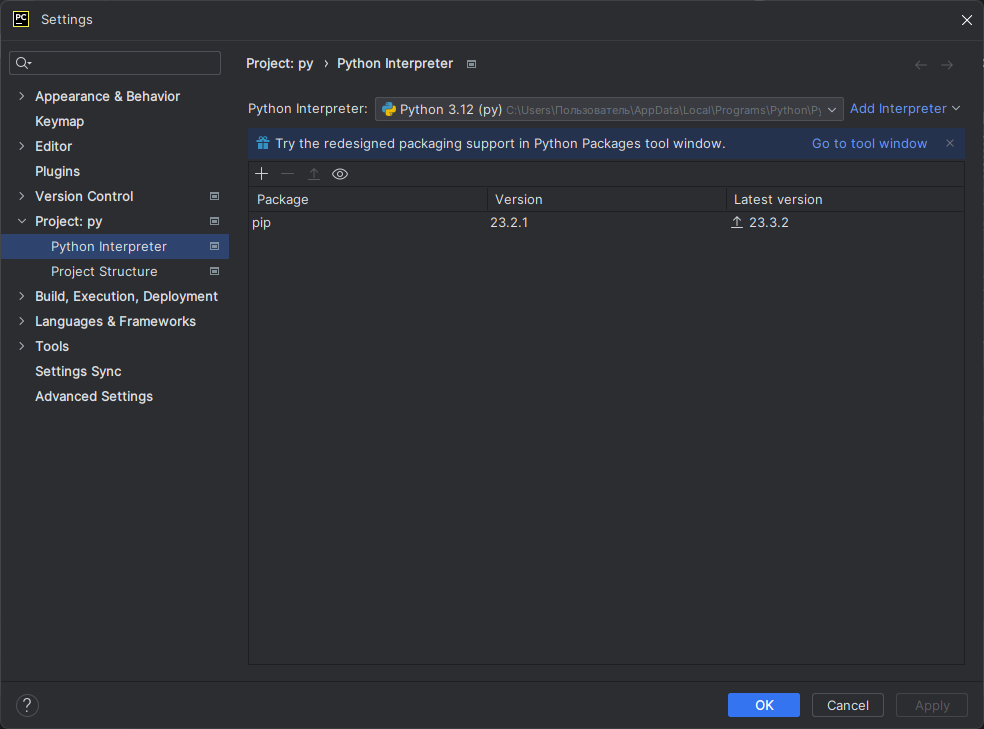 PC Settings
Project: py › Python Interpreter
Appearance & Behavior
Keymap
Editor
Plugins
Version Control
Project: py
Python Interpreter
Project Structure
Build, Execution, Deployment
Languages & Frameworks
Tools
Settings Sync
Advanced Settings
Python Interpreter: Python 3.12 (py) C:\Users\Пользователь\AppData\Local\Programs\Python\Py Add Interpreter
Try the redesigned packaging support in Python Packages tool window. Go to tool window
Package Version Latest version
pip 23.2.1 23.3.2
? OK Cancel Apply